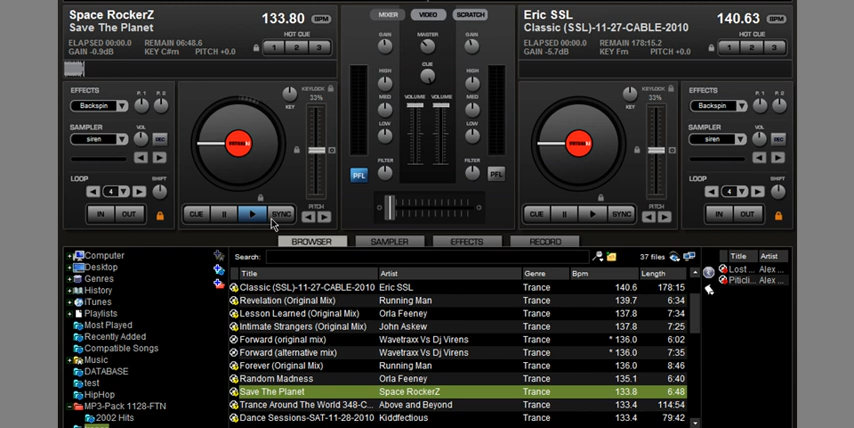 Space RockerZ
133.80 BPM
Save The Planet
ELAPSED 00:00.0 REMAIN 06:48.6
GAIN -0.9dB KEY C#m PITCH +0.0
HOT CUE
1 2 3
MIXER VIDEO SCRATCH
GAIN MASTER GAIN
HIGH CUE HIGH
MED VOLUME VOLUME MED
LOW LOW
FILTER FILTER
PFL PFL
Eric SSL
140.63 BPM
Classic (SSL)-11-27-CABLE-2010
ELAPSED 00:00.0 REMAIN 178:15.2
GAIN -5.7dB KEY Fm PITCH +0.0
HOT CUE
1 2 3
EFFECTS P. 1 P. 2
Backspin
SAMPLER VOL
siren REC
LOOP SHIFT
4
IN OUT
KEY
KEYLOCK
33%
CUE SYNC
PITCH
KEY
KEYLOCK
33%
CUE SYNC
PITCH
EFFECTS P. 1 P. 2
Backspin
SAMPLER VOL
siren REC
LOOP SHIFT
4
IN OUT
BROWSER SAMPLER EFFECTS RECORD
Computer
Desktop
Genres
History
iTunes
Playlists
Most Played
Recently Added
Compatible Songs
Music
DATABASE
test
HipHop
MP3-Pack 1128-FTN
2002 Hits
Search: 37 files
Title Artist Genre Bpm Length
Classic (SSL)-11-27-CABLE-2010 Eric SSL Trance 140.6 178:15
Revelation (Original Mix) Running Man Trance 139.7 6:34
Lesson Learned (Original Mix) Orla Feeney Trance 137.8 7:34
Intimate Strangers (Original Mix) John Askew Trance 137.8 7:25
Forward (original mix) Wavetraxx Vs Dj Virens Trance * 136.0 6:02
Forward (alternative mix) Wavetraxx Vs Dj Virens Trance * 136.0 7:35
Forever (Original Mix) Running Man Trance 136.0 8:46
Random Madness Orla Feeney Trance 135.1 6:40
Save The Planet Space RockerZ Trance 133.8 6:48
Trance Around The World 348-C... Above and Beyond Trance 133.4 114:54
Dance Sessions-SAT-11-28-2010 Kiddfectious Trance 133.4 79:42
Title Artist
Lost ... Alex ...
Piticli... Alex ...